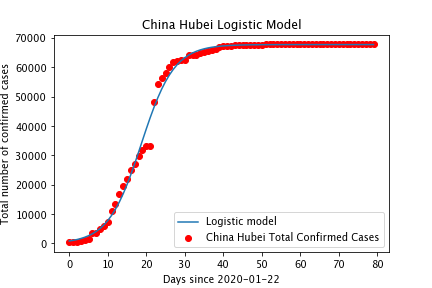 China Hubei Logistic Model
Total number of confirmed cases
70000
60000
50000
40000
30000
20000
10000
0
0 10 20 30 40 50 60 70 80
Days since 2020-01-22
Logistic model
China Hubei Total Confirmed Cases